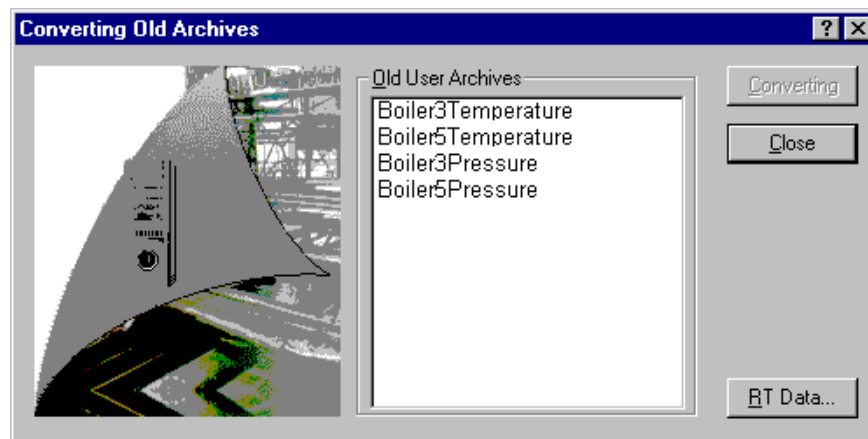 Converting Old Archives
Old User Archives
Boiler3Temperature
Boiler5Temperature
Boiler3Pressure
Boiler5Pressure
Converting
Close
RT Data...